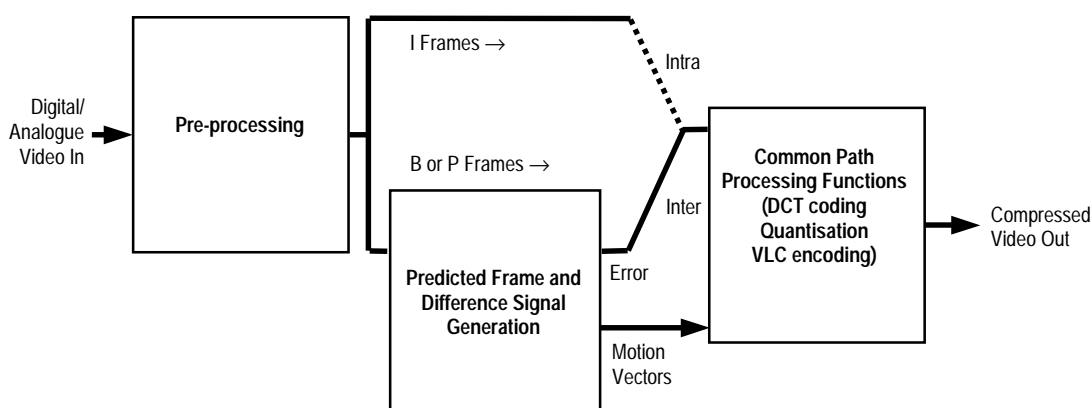 I Frames →
Intra
Digital/
Analogue
Video In
Pre-processing
B or P Frames →
Inter
Common Path
Processing Functions
(DCT coding
Quantisation
VLC encoding)
Compressed
Video Out
Predicted Frame and
Difference Signal
Generation
Error
Motion
Vectors